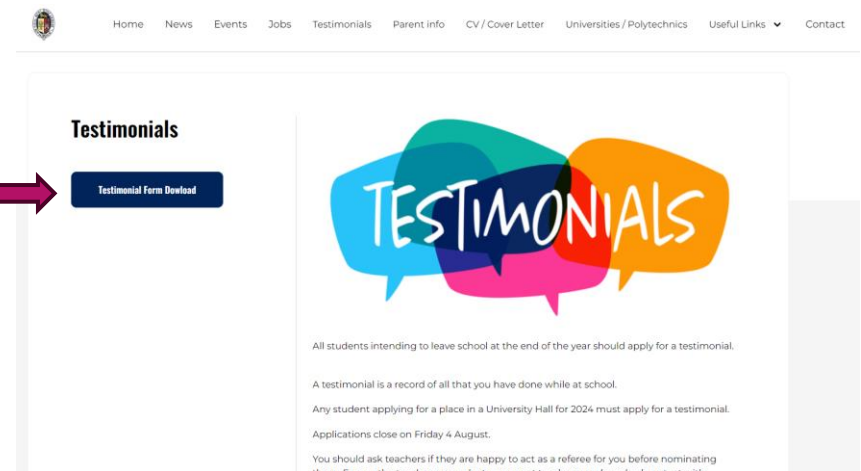 Home News Events Jobs Testimonials Parent info CV / Cover Letter Universities / Polytechnics Useful Links Contact
Testimonials
Testimonial Form Dowload
TESTIMONIALS
All students intending to leave school at the end of the year should apply for a testimonial.
A testimonial is a record of all that you have done while at school.
Any student applying for a place in a University Hall for 2024 must apply for a testimonial.
Applications close on Friday 4 August.
You should ask teachers if they are happy to act as a referee for you before nominating